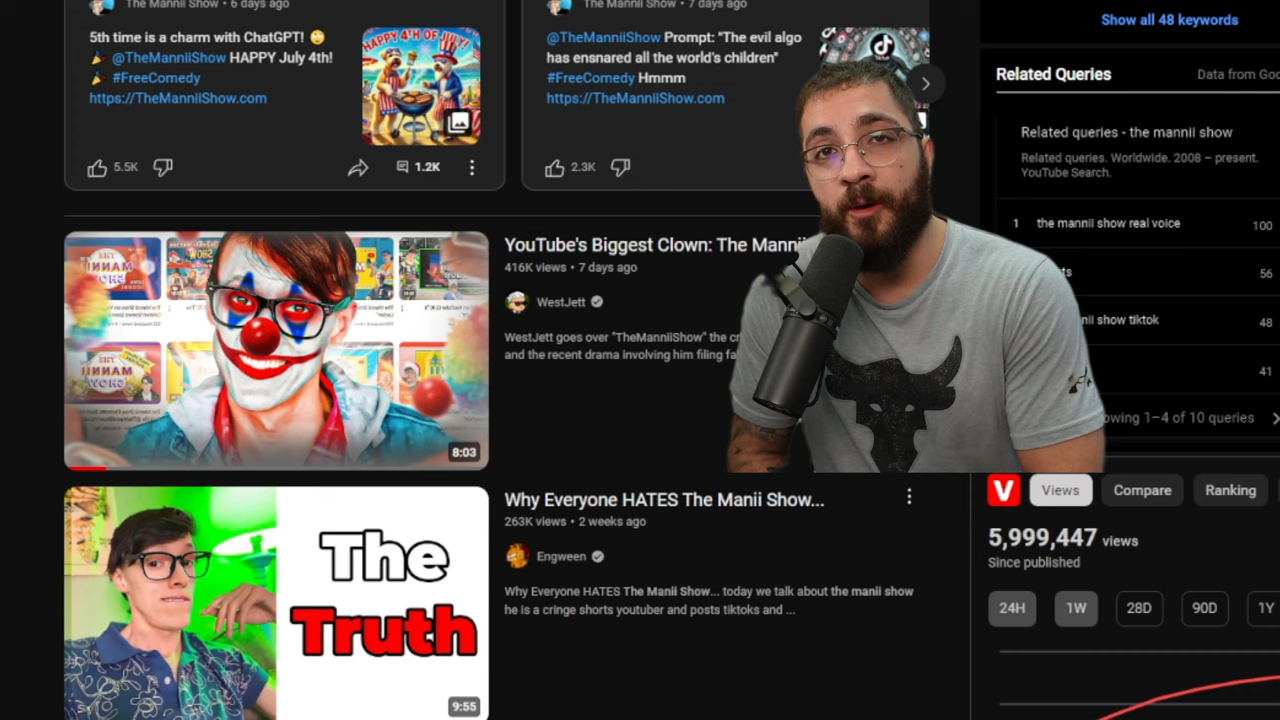 The Mannii Show • 6 days ago
5th time is a charm with ChatGPT! 🙄
🎉 @TheManniiShow HAPPY July 4th!
🎉 #FreeComedy
https://TheManniiShow.com
HAPPY 4TH OF JULY!
5.5K
1.2K
The Mannii Show • 7 days ago
@TheManniiShow Prompt: "The evil algo
has ensnared all the world's children"
#FreeComedy Hmmm
https://TheManniiShow.com
TikTok
2.3K
YouTube's Biggest Clown: The Manni
416K views • 7 days ago
WestJett
WestJett goes over "TheManniiShow" the
and the recent drama involving him filing
8:03
Why Everyone HATES The Manii Show...
263K views • 2 weeks ago
Engween
Why Everyone HATES The Manii Show... today we talk about the manii show
he is a cringe shorts youtuber and posts tiktoks and ...
The
Truth
9:55
Show all 48 keywords
Related Queries
Data from
Related queries - the mannii show
Related queries. Worldwide. 2008 – present.
YouTube Search.
1 the mannii show real voice 100
56
show tiktok 48
41
1–4 of 10 queries
V
Views
Compare
Ranking
5,999,447 views
Since published
24H
1W
28D
90D
1Y